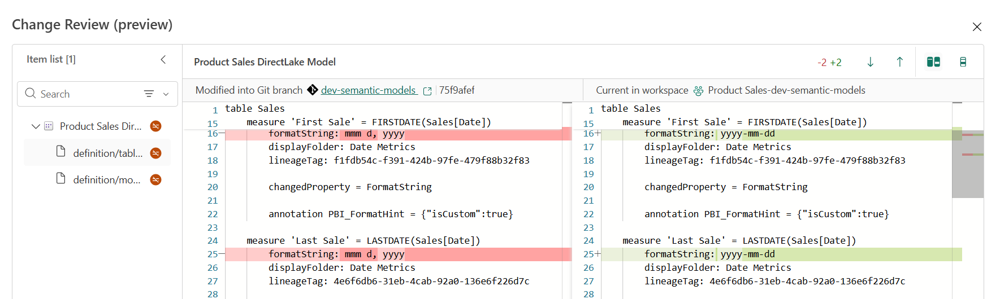 Change Review (preview)
Item list [1]
Product Sales DirectLake Model
-2 +2
Search
Modified into Git branch dev-semantic-models 75f9afef
Current in workspace Product Sales-dev-semantic-models
Product Sales Dir...
definition/tabl...
definition/mo...
1 table Sales
15 measure 'First Sale' = FIRSTDATE(Sales[Date])
16— formatString: mmm d, yyyy
17 displayFolder: Date Metrics
18 lineageTag: f1fdb54c-f391-424b-97fe-479f88b32f83
19
20 changedProperty = FormatString
21
22 annotation PBI_FormatHint = {"isCustom":true}
23
24 measure 'Last Sale' = LASTDATE(Sales[Date])
25— formatString: mmm d, yyyy
26 displayFolder: Date Metrics
27 lineageTag: 4e6f6db6-31eb-4cab-92a0-136e6f226d7c
28
1 table Sales
15 measure 'First Sale' = FIRSTDATE(Sales[Date])
16+ formatString: yyyy-mm-dd
17 displayFolder: Date Metrics
18 lineageTag: f1fdb54c-f391-424b-97fe-479f88b32f83
19
20 changedProperty = FormatString
21
22 annotation PBI_FormatHint = {"isCustom":true}
23
24 measure 'Last Sale' = LASTDATE(Sales[Date])
25+ formatString: yyyy-mm-dd
26 displayFolder: Date Metrics
27 lineageTag: 4e6f6db6-31eb-4cab-92a0-136e6f226d7c
28